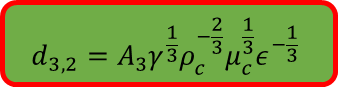 d_{3,2} = A_3 γ^{1/3} ρ_c^{-2/3} μ_c^{1/3} ϵ^{-1/3}